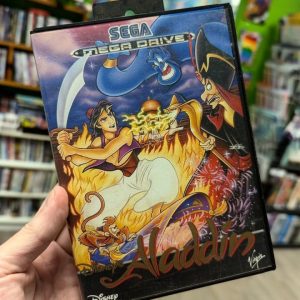 SEGA
MEGA DRIVE
Aladdin
DISNEY
Virgin